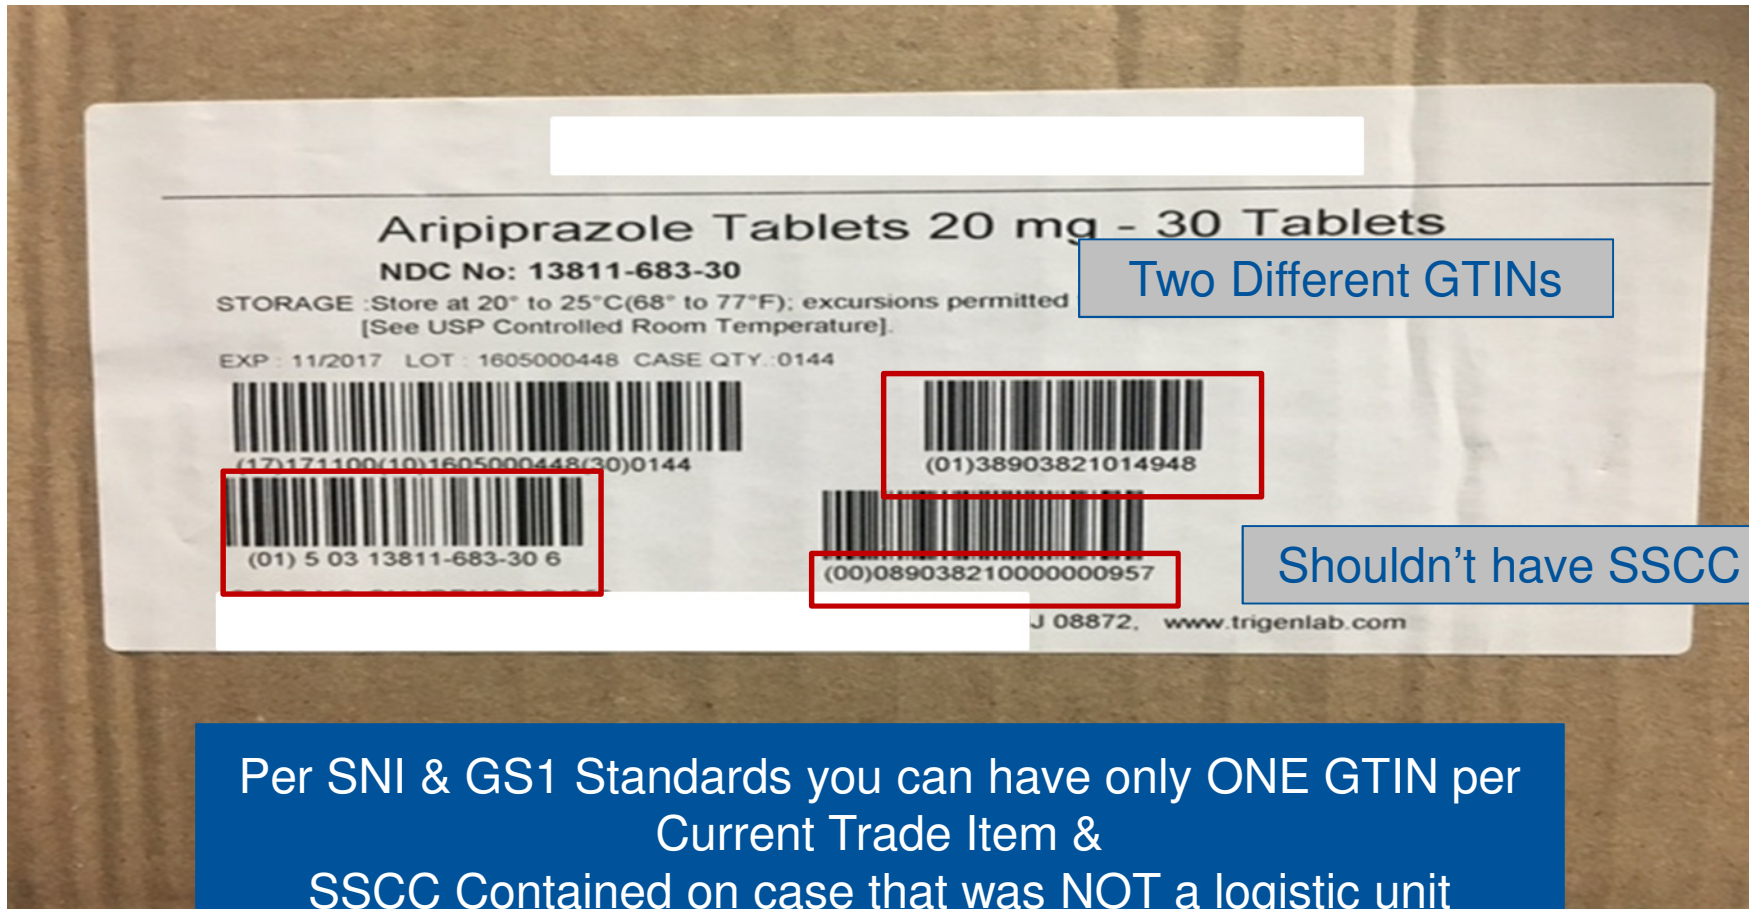 Aripiprazole Tablets 20 mg - 30 Tablets
NDC No: 13811-683-30
Two Different GTINs
STORAGE :Store at 20° to 25°C(68° to 77°F); excursions permitted
[See USP Controlled Room Temperature].
EXP : 11/2017 LOT : 1605000448 CASE QTY.:0144
(17)171100(10)1605000448(30)0144
(01)38903821014948
(01) 5 03 13811-683-30 6
(00)089038210000000957
Shouldn't have SSCC
J 08872, www.trigenlab.com
Per SNI & GS1 Standards you can have only ONE GTIN per
Current Trade Item &
SSCC Contained on case that was NOT a logistic unit